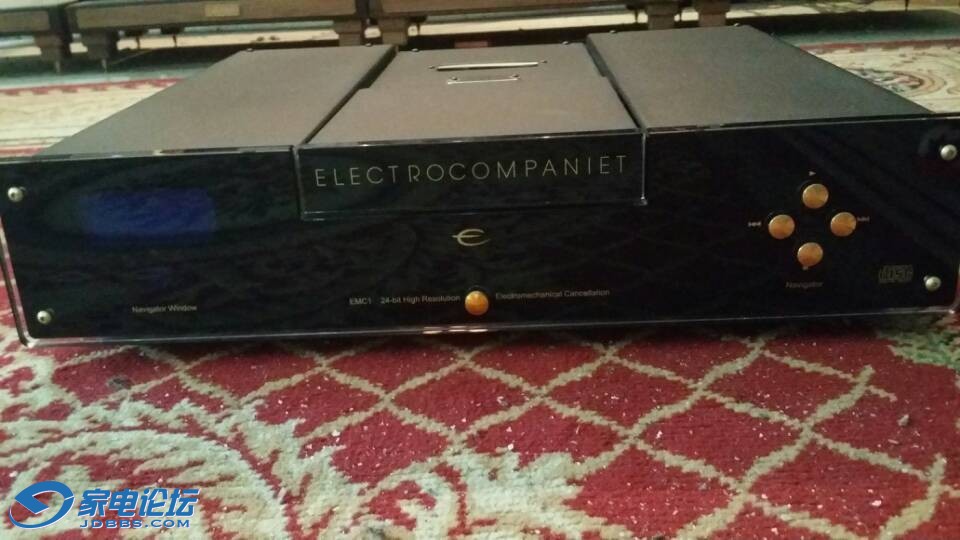 ELECTROCOMPANIET
EMC1 24-bit High Resolution Electromechanical Cancellation
Navigator Window
Navigator
家电论坛
JDBBS.COM